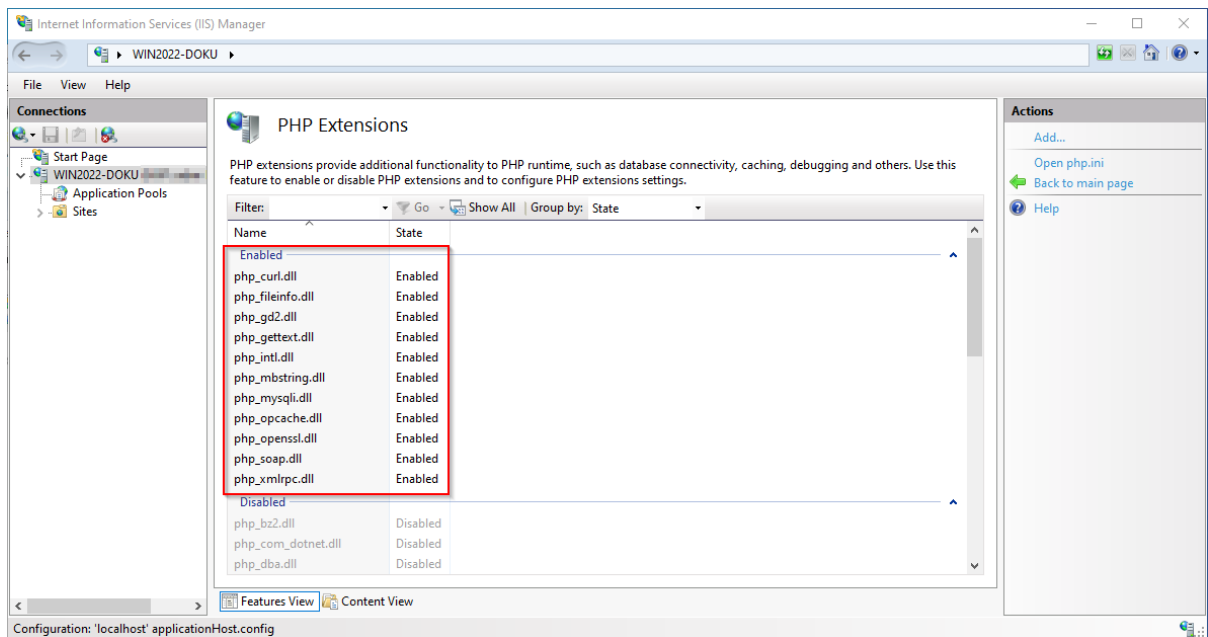 Internet Information Services (IIS) Manager
WIN2022-DOKU
File View Help
Connections
Start Page
WIN2022-DOKU
Application Pools
Sites
PHP Extensions
PHP extensions provide additional functionality to PHP runtime, such as database connectivity, caching, debugging and others. Use this
feature to enable or disable PHP extensions and to configure PHP extensions settings.
Filter: Go Show All Group by: State
Name State
Enabled
php_curl.dll Enabled
php_fileinfo.dll Enabled
php_gd2.dll Enabled
php_gettext.dll Enabled
php_intl.dll Enabled
php_mbstring.dll Enabled
php_mysqli.dll Enabled
php_opcache.dll Enabled
php_openssl.dll Enabled
php_soap.dll Enabled
php_xmlrpc.dll Enabled
Disabled
php_bz2.dll Disabled
php_com_dotnet.dll Disabled
php_dba.dll Disabled
Features View Content View
Actions
Add...
Open php.ini
Back to main page
Help
Configuration: 'localhost' applicationHost.config